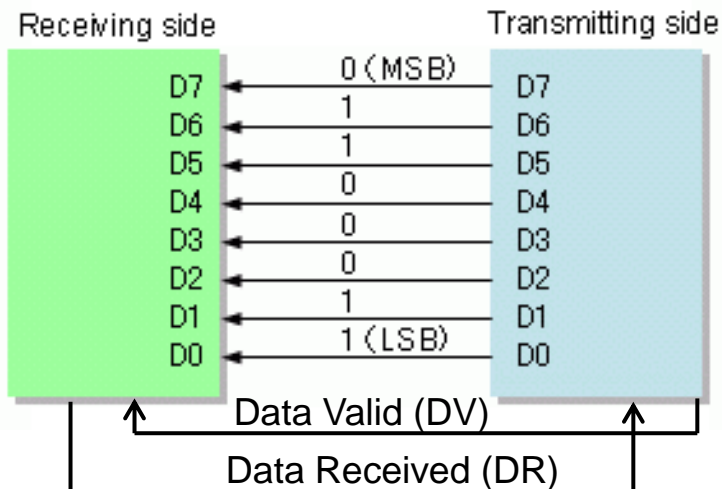 Receiving side Transmitting side
D7 0 (MSB) D7
D6 1 D6
D5 1 D5
D4 0 D4
D3 0 D3
D2 0 D2
D1 1 D1
D0 1 (LSB) D0
Data Valid (DV)
Data Received (DR)